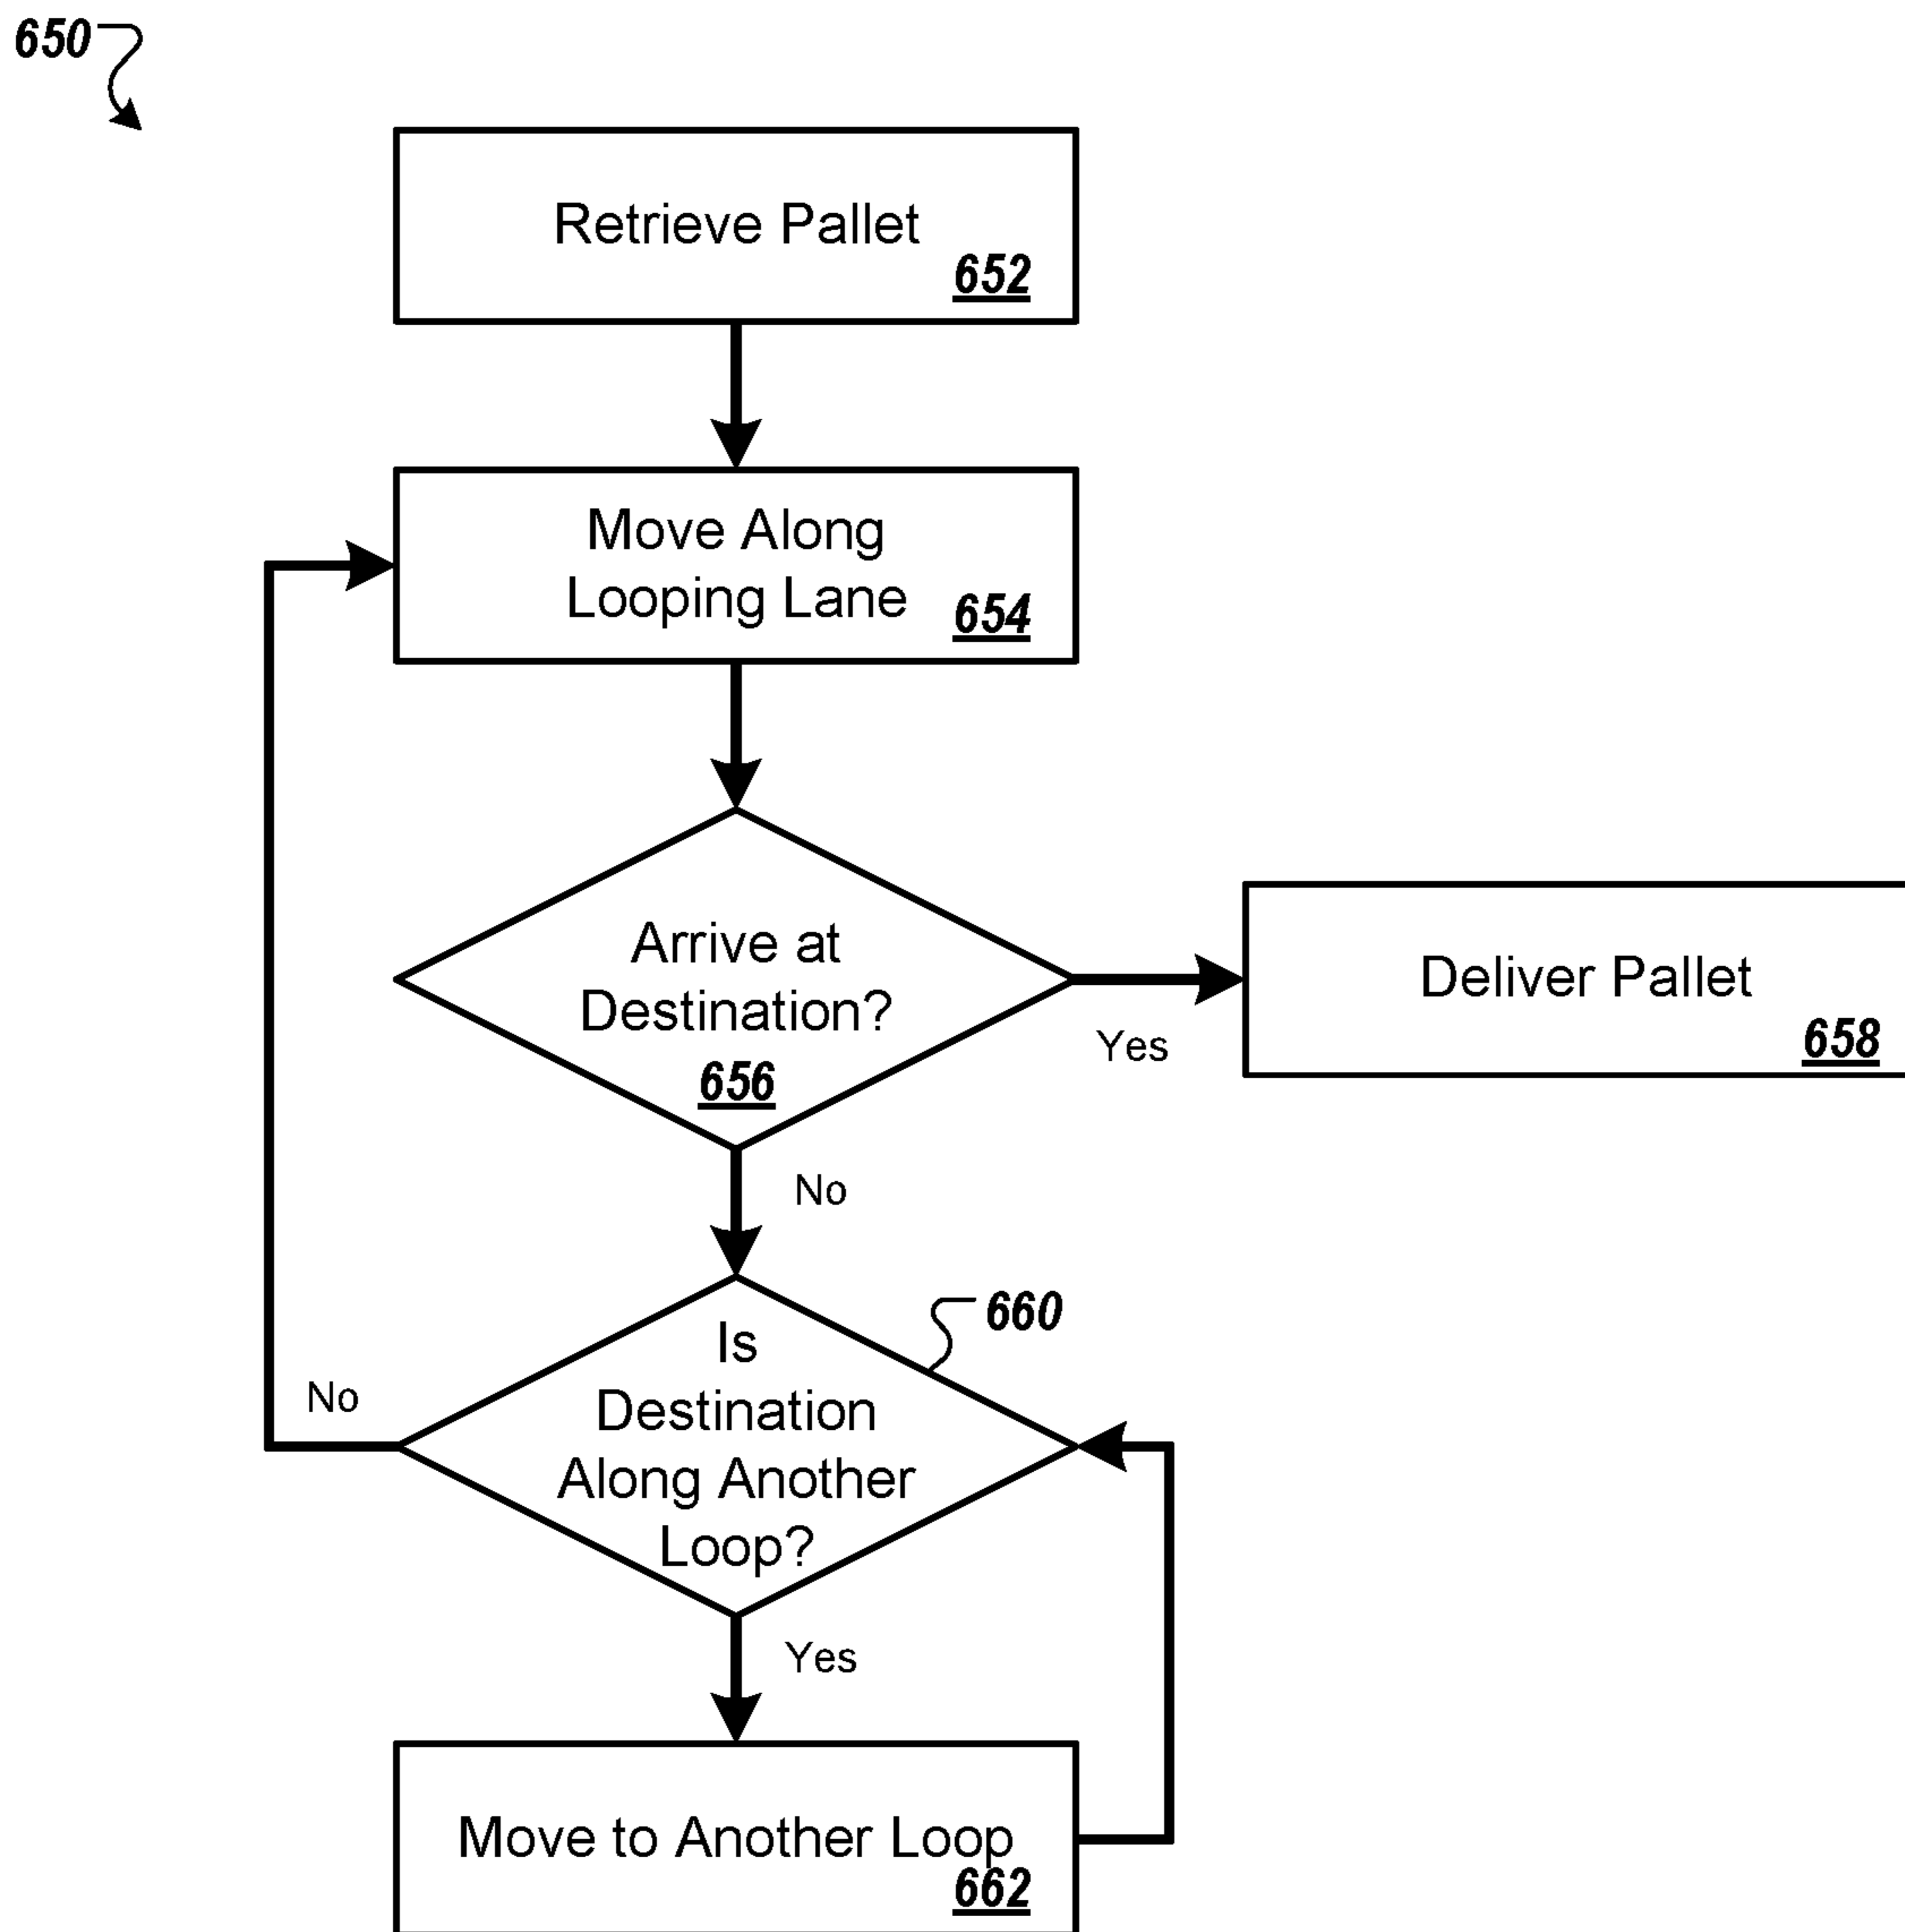 650
Retrieve Pallet
652
Move Along
Looping Lane
654
Arrive at
Destination?
656
Yes
Deliver Pallet
658
No
660
Is
Destination
Along Another
Loop?
No
Yes
Move to Another Loop
662